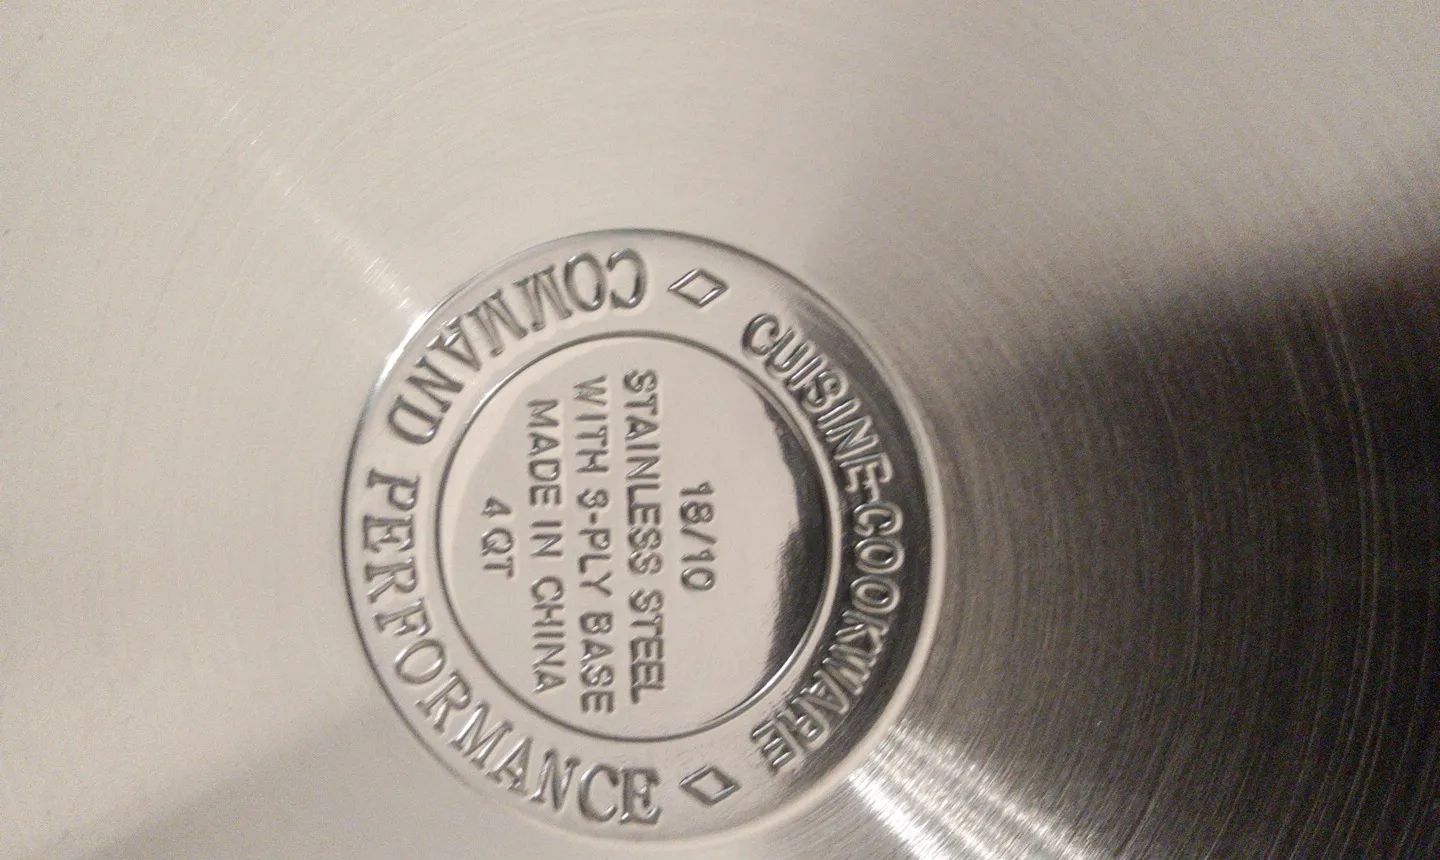 CUISINE-COOKWARE
18/10
STAINLESS STEEL
WITH 3-PLY BASE
MADE IN CHINA
4 QT
COMMAND PERFORMANCE